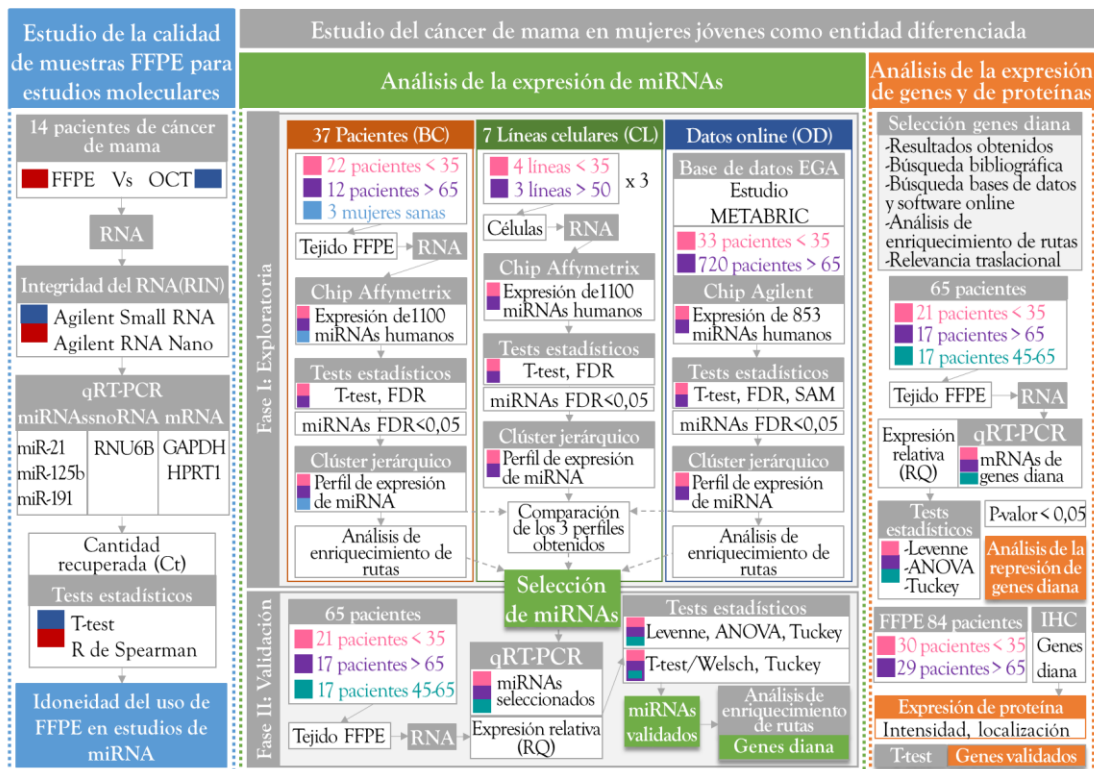 Estudio de la calidad
de muestras FFPE para
estudios moleculares
14 pacientes de cáncer
de mama
FFPE Vs OCT
RNA
Integridad del RNA(RIN)
Agilent Small RNA
Agilent RNA Nano
qRT-PCR
miRNAs snoRNA mRNA
miR-21
miR-125b
miR-191
RNU6B
GAPDH
HPRT1
Cantidad
recuperada (Ct)
Tests estadísticos
T-test
R de Spearman
Idoneidad del uso de
FFPE en estudios de
miRNA
Estudio del cáncer de mama en mujeres jóvenes como entidad diferenciada
Análisis de la expresión de miRNAs
Fase I: Exploratoria
37 Pacientes (BC)
22 pacientes < 35
12 pacientes > 65
3 mujeres sanas
Tejido FFPE
RNA
Chip Affymetrix
Expresión de1100
miRNAs humanos
Tests estadísticos
T-test, FDR
miRNAs FDR<0,05
Clúster jerárquico
Perfil de expresión
de miRNA
Análisis de
enriquecimiento de
rutas
7 Líneas celulares (CL)
4 líneas < 35
3 líneas > 50
x 3
Células
RNA
Chip Affymetrix
Expresión de1100
miRNAs humanos
Tests estadísticos
T-test, FDR
miRNAs FDR<0,05
Clúster jerárquico
Perfil de expresión
de miRNA
Comparación
de los 3 perfiles
obtenidos
Datos online (OD)
Base de datos EGA
Estudio
METABRIC
33 pacientes < 35
720 pacientes > 65
Chip Agilent
Expresión de 853
miRNAs humanos
Tests estadísticos
T-test, FDR, SAM
miRNAs FDR<0,05
Clúster jerárquico
Perfil de expresión
de miRNA
Análisis de
enriquecimiento de
rutas
Selección
de miRNAs
Fase II: Validación
65 pacientes
21 pacientes < 35
17 pacientes > 65
17 pacientes 45-65
Tejido FFPE
RNA
qRT-PCR
miRNAs
seleccionados
Expresión relativa
(RQ)
Tests estadísticos
Levenne, ANOVA, Tuckey
T-test/Welsch, Tuckey
miRNAs
validados
Análisis de
enriquecimiento
de rutas
Genes diana
Análisis de la expresión
de genes y de proteínas
Selección genes diana
-Resultados obtenidos
-Búsqueda bibliográfica
-Búsqueda bases de datos
y software online
-Análisis de
enriquecimiento de rutas
-Relevancia traslacional
65 pacientes
21 pacientes < 35
17 pacientes > 65
17 pacientes 45-65
Tejido FFPE
RNA
Expresión
relativa
(RQ)
qRT-PCR
mRNAs de
genes diana
Tests
estadísticos
-Levenne
-ANOVA
-Tuckey
P-valor < 0,05
Análisis de la
represión de
genes diana
FFPE 84 pacientes
30 pacientes < 35
29 pacientes > 65
IHC
Genes
diana
Expresión de proteína
Intensidad, localización
T-test
Genes validados